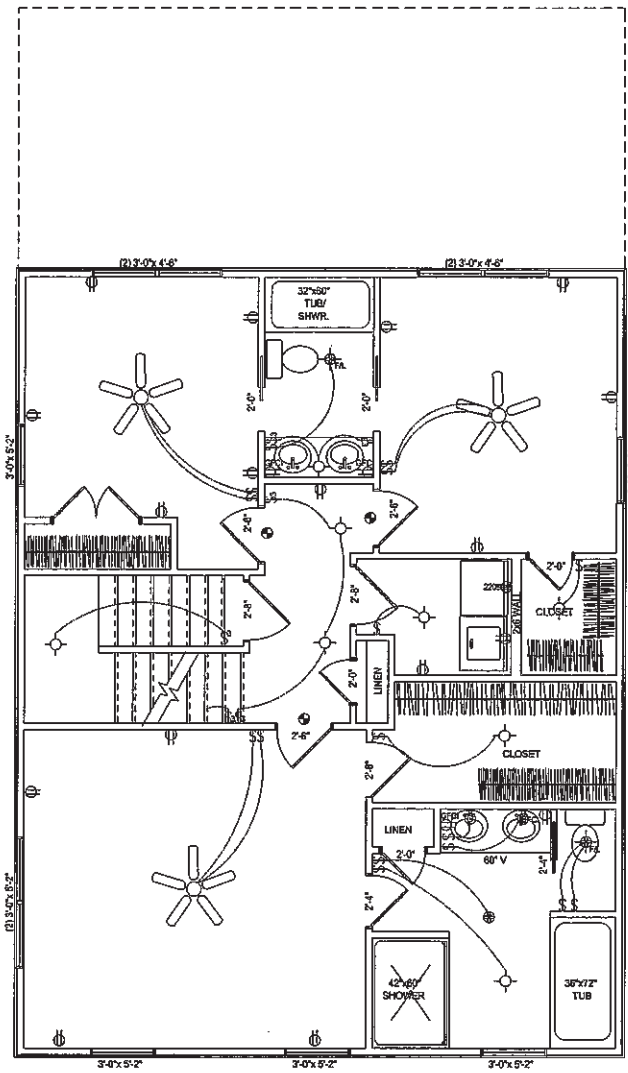 (2) 3'-0"x 4'-6"
(2) 3'-0"x 4'-6"
32"x60"
TUB/
SHWR.
F/L
2'-0"
2'-0"
3'-0"x 5'-2"
2'-6"
2'-6"
2'-8"
2'-8"
220V
2X6 WALL
2'-0"
CLOSET
2'-0"
LINEN
2'-6"
CLOSET
2'-8"
LINEN
2'-0"
60" V
2'-4"
F/L
2'-4"
(2) 3'-0"x 5'-2"
42"x60"
SHOWER
36"x72"
TUB
3'-0"x 5'-2"
3'-0"x 5'-2"
3'-0"x 5'-2"